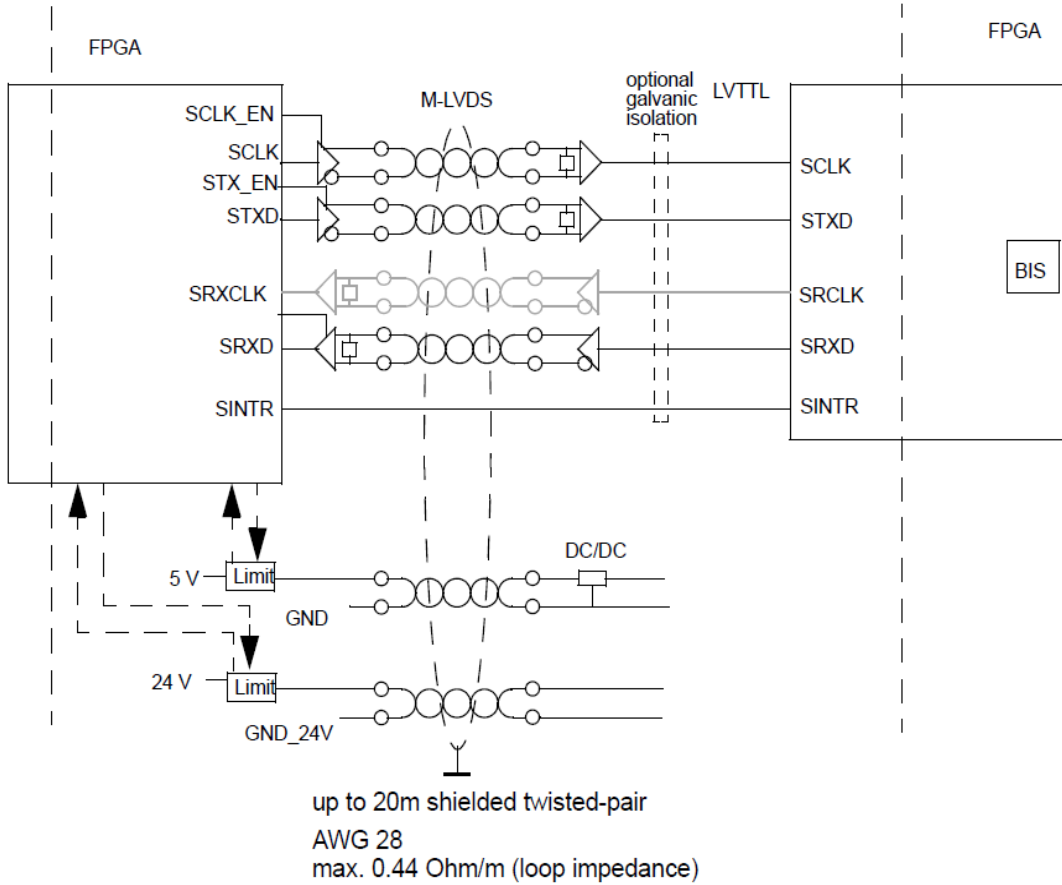 FPGA
FPGA
optional
galvanic
isolation
LVTTL
M-LVDS
SCLK_EN
SCLK
SCLK
STX_EN
STXD
STXD
BIS
SRXCLK
SRCLK
SRXD
SRXD
SINTR
SINTR
DC/DC
5 V
Limit
GND
24 V
Limit
GND_24V
up to 20m shielded twisted-pair
AWG 28
max. 0.44 Ohm/m (loop impedance)